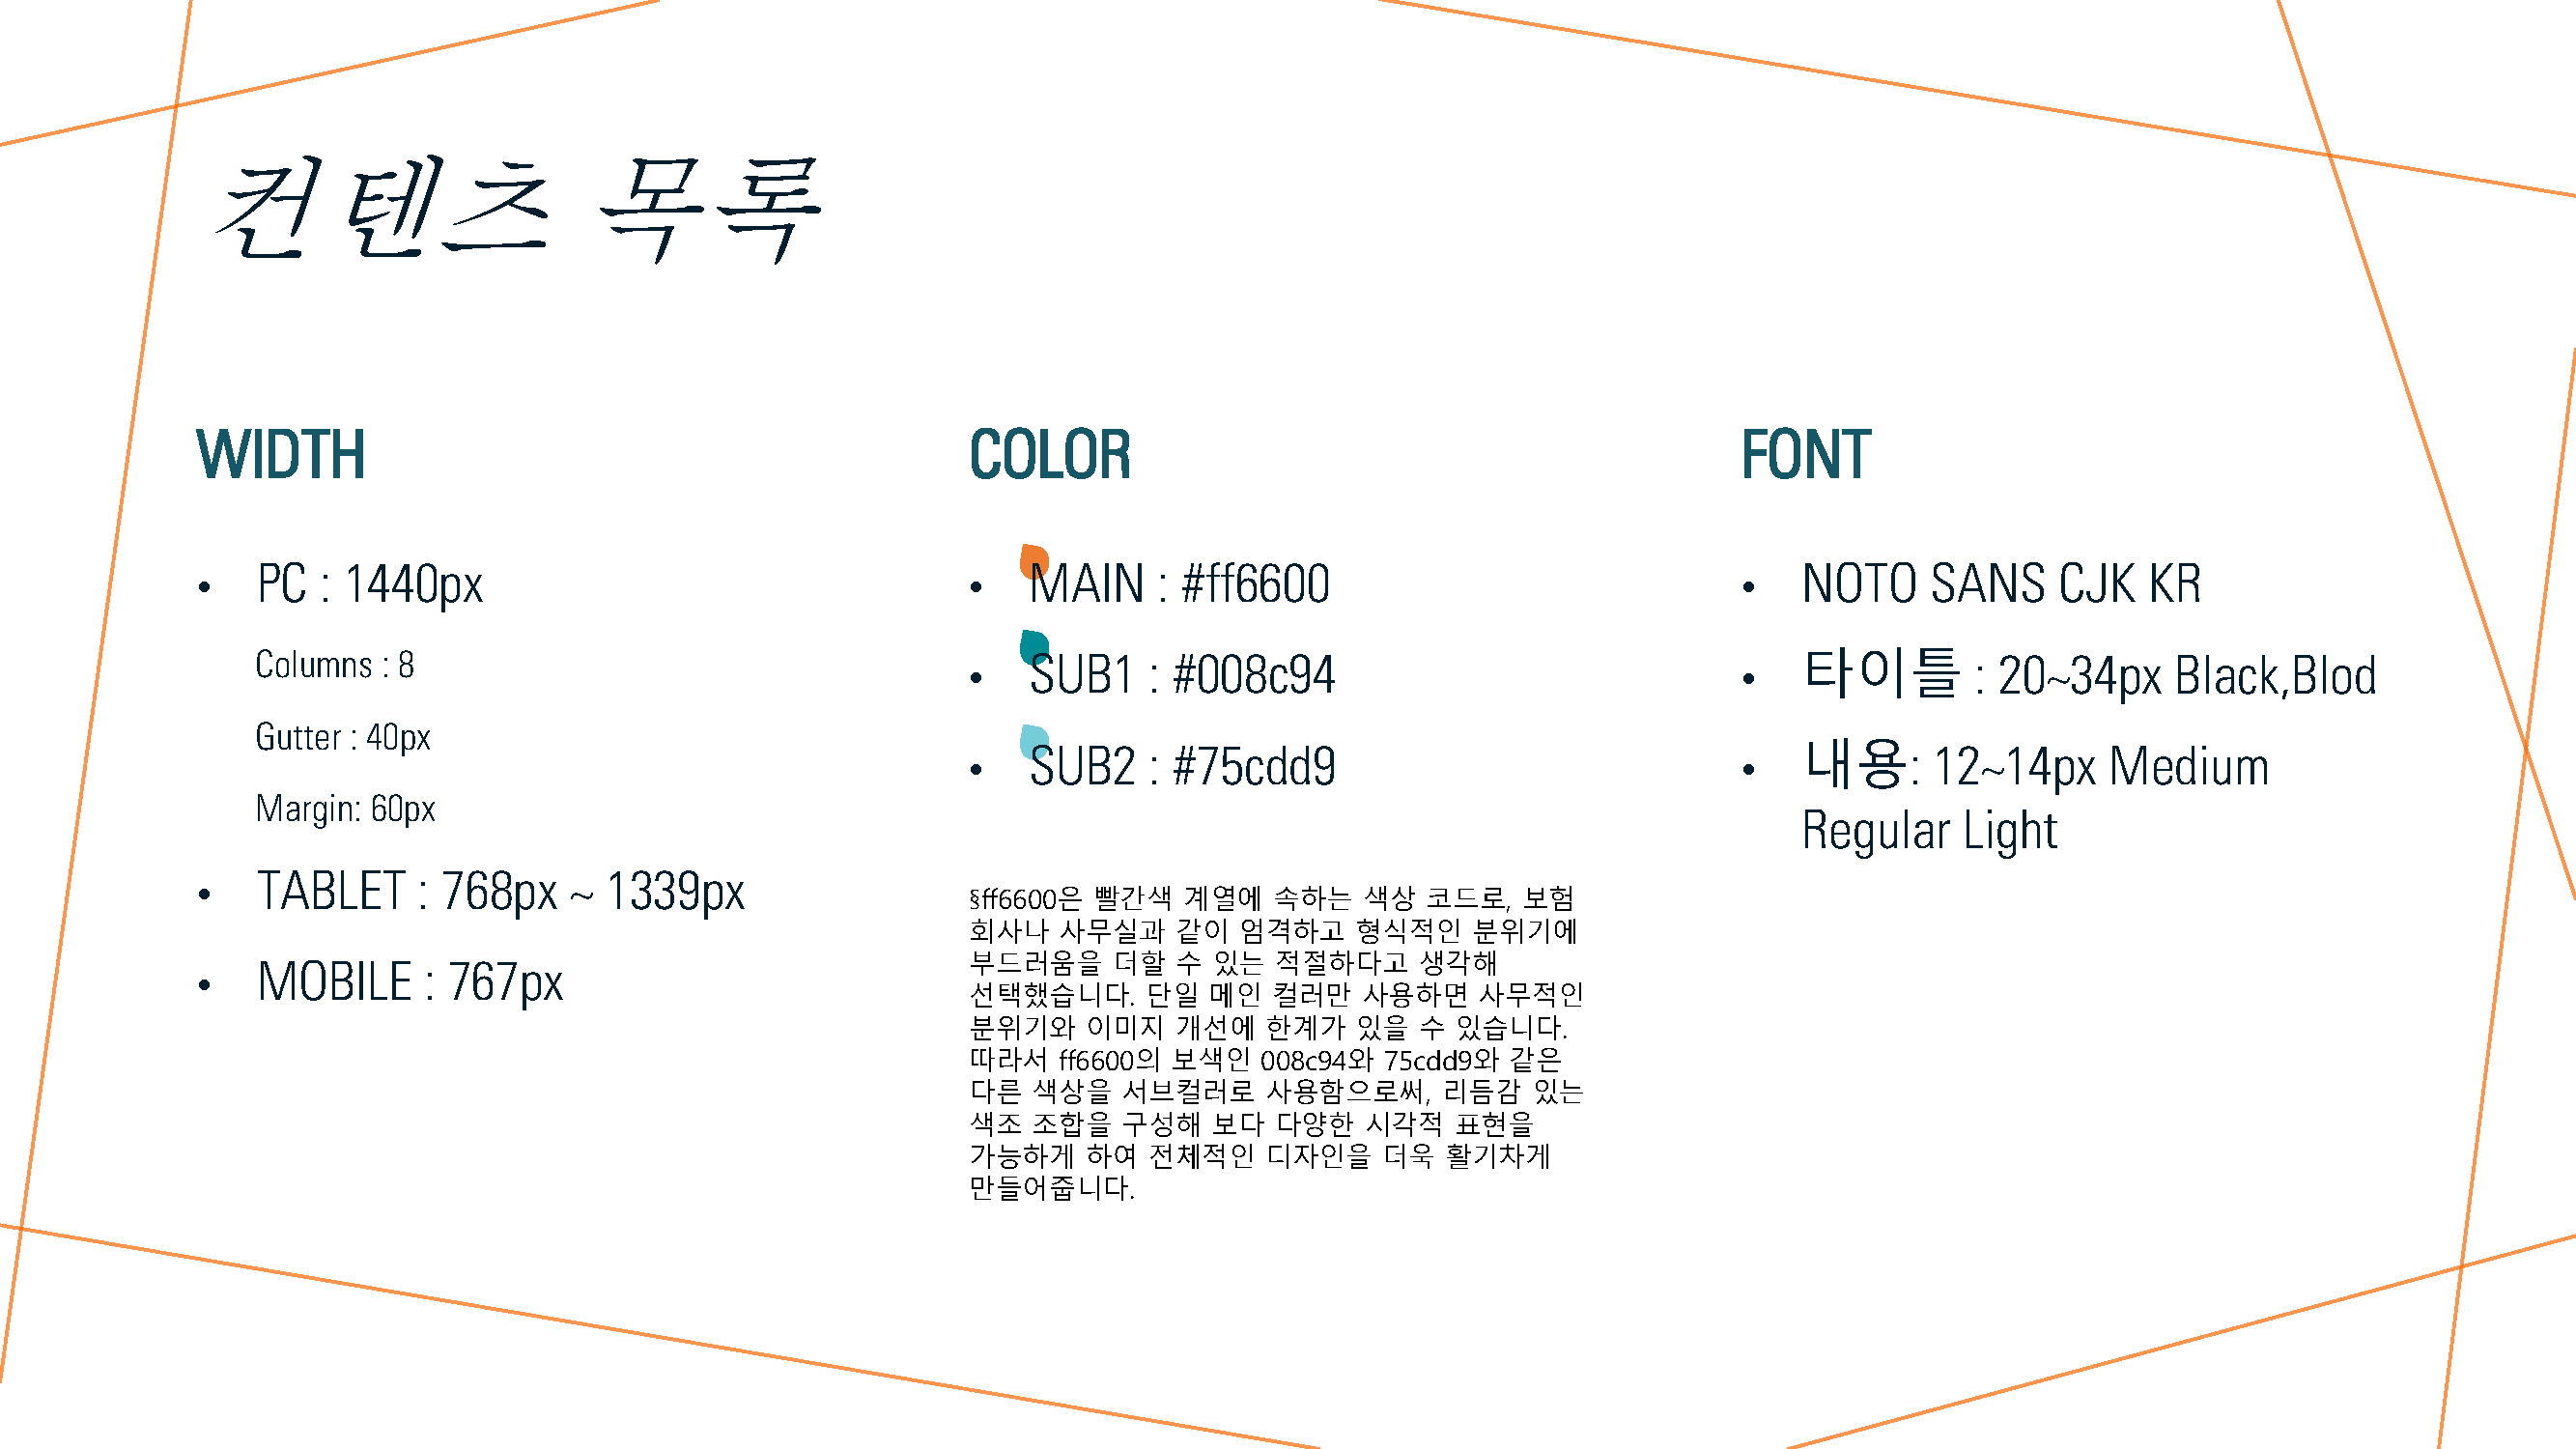 컨텐츠 목록
WIDTH
• PC : 1440px
Columns : 8
Gutter : 40px
Margin: 60px
• TABLET : 768px ~ 1339px
• MOBILE : 767px
COLOR
• MAIN : #ff6600
• SUB1 : #008c94
• SUB2 : #75cdd9
§ff6600은 빨간색 계열에 속하는 색상 코드로, 보험
회사나 사무실과 같이 엄격하고 형식적인 분위기에
부드러움을 더할 수 있는 적절하다고 생각해
선택했습니다. 단일 메인 컬러만 사용하면 사무적인
분위기와 이미지 개선에 한계가 있을 수 있습니다.
따라서 ff6600의 보색인 008c94와 75cdd9와 같은
다른 색상을 서브컬러로 사용함으로써, 리듬감 있는
색조 조합을 구성해 보다 다양한 시각적 표현을
가능하게 하여 전체적인 디자인을 더욱 활기차게
만들어줍니다.
FONT
• NOTO SANS CJK KR
• 타이틀 : 20~34px Black,Blod
• 내용: 12~14px Medium
Regular Light